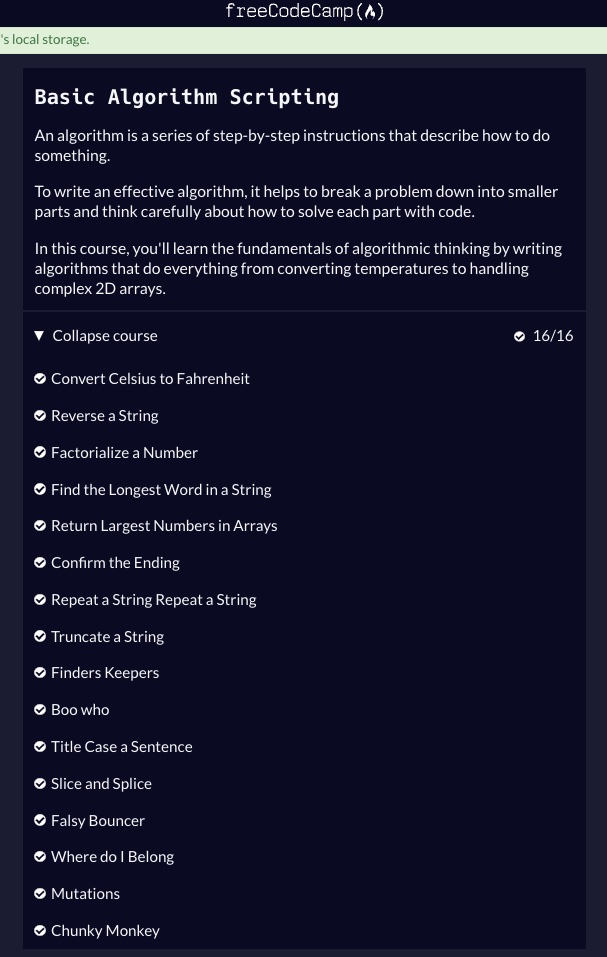 freeCodeCamp
's local storage.
Basic Algorithm Scripting
An algorithm is a series of step-by-step instructions that describe how to do
something.
To write an effective algorithm, it helps to break a problem down into smaller
parts and think carefully about how to solve each part with code.
In this course, you'll learn the fundamentals of algorithmic thinking by writing
algorithms that do everything from converting temperatures to handling
complex 2D arrays.
Collapse course 16/16
Convert Celsius to Fahrenheit
Reverse a String
Factorialize a Number
Find the Longest Word in a String
Return Largest Numbers in Arrays
Confirm the Ending
Repeat a String Repeat a String
Truncate a String
Finders Keepers
Boo who
Title Case a Sentence
Slice and Splice
Falsy Bouncer
Where do I Belong
Mutations
Chunky Monkey